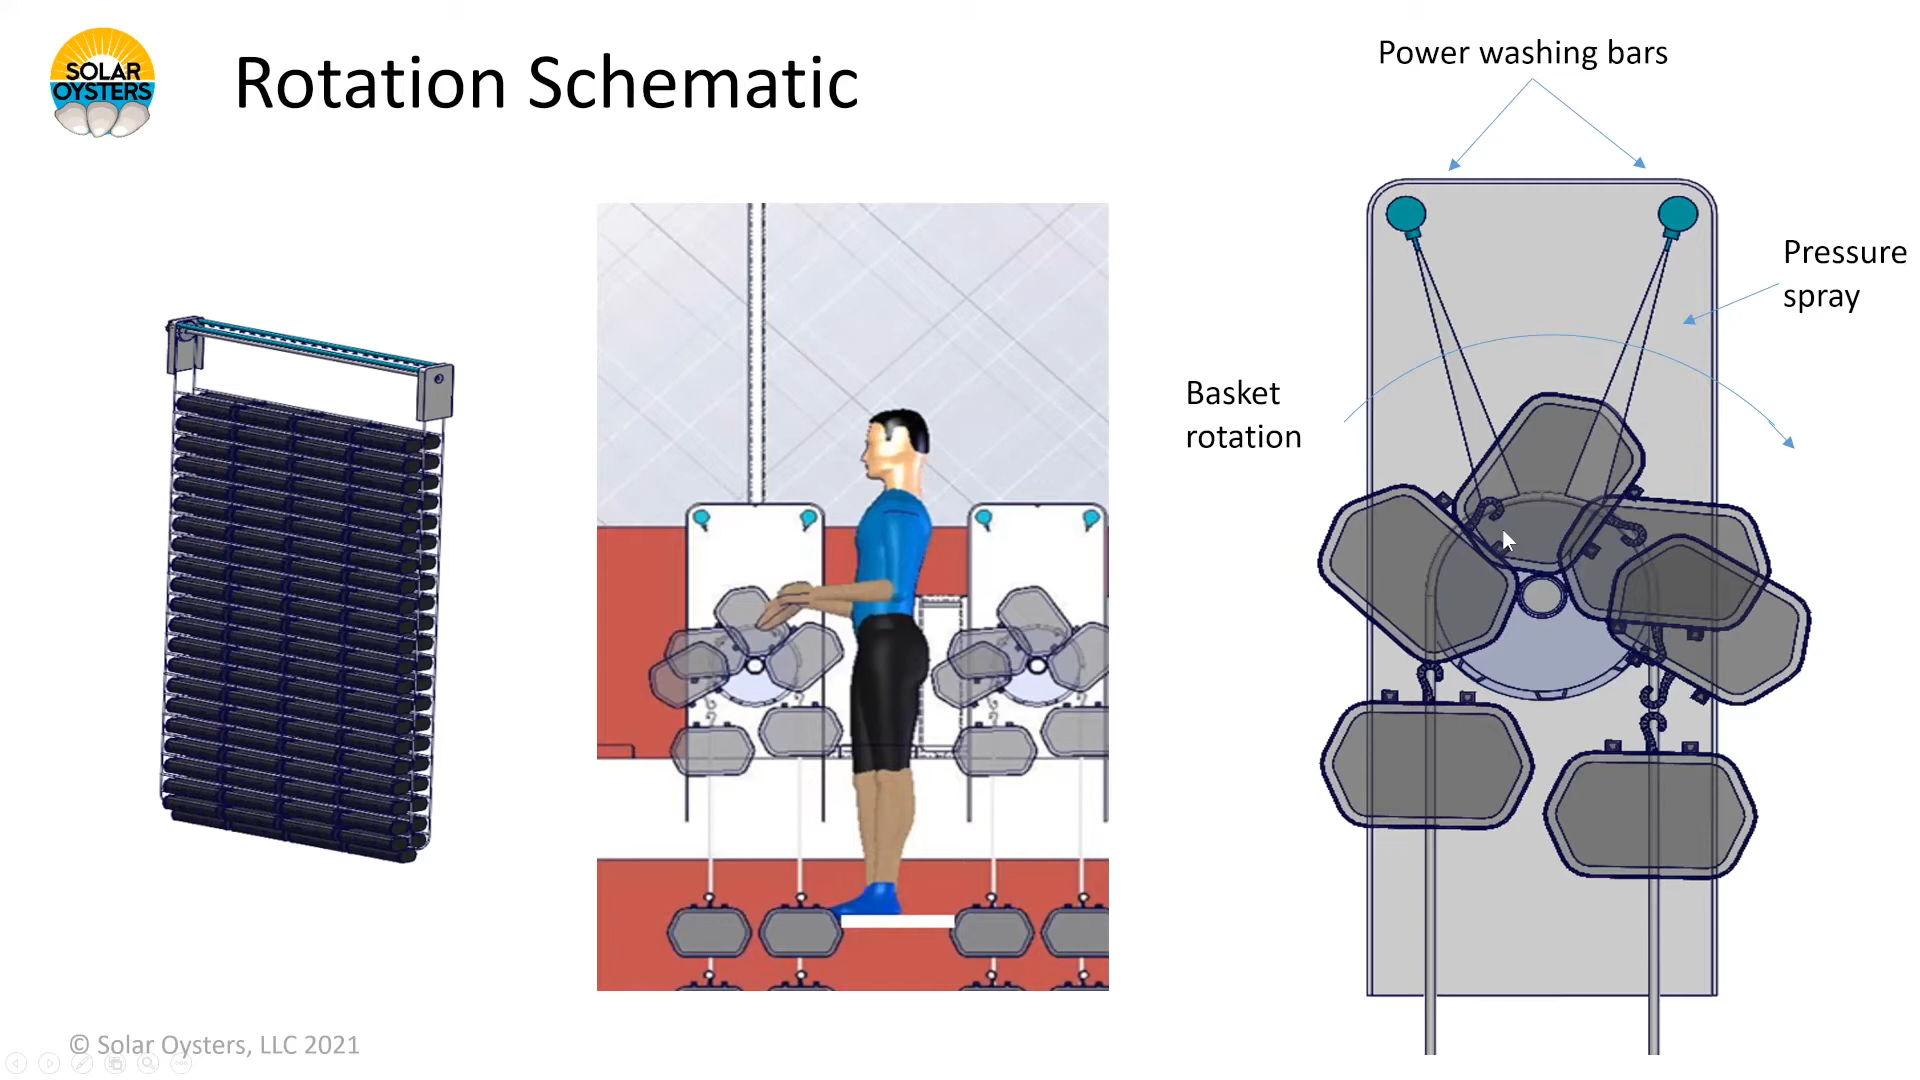 SOLAR
OYSTERS
Rotation Schematic
Power washing bars
Pressure
spray
Basket
rotation
© Solar Oysters, LLC 2021